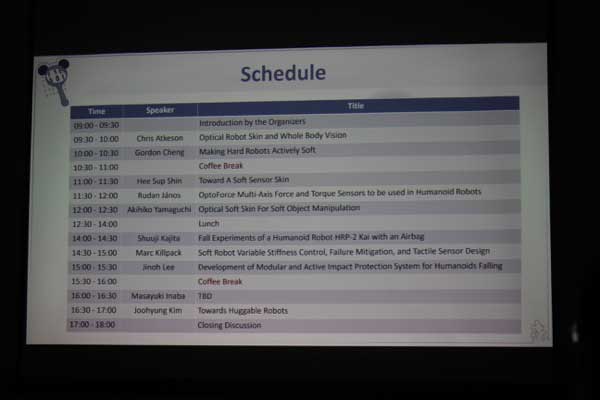 Schedule
Time Speaker Title
09:00 - 09:30 Introduction by the Organizers
09:30 - 10:00 Chris Atkeson Optical Robot Skin and Whole Body Vision
10:00 - 10:30 Gordon Cheng Making Hard Robots Actively Soft
10:30 - 11:00 Coffee Break
11:00 - 11:30 Hee Sup Shin Toward A Soft Sensor Skin
11:30 - 12:00 Rudan János OptoForce Multi-Axis Force and Torque Sensors to be used in Humanoid Robots
12:00 - 12:30 Akihiko Yamaguchi Optical Soft Skin For Soft Object Manipulation
12:30 - 14:00 Lunch
14:00 - 14:30 Shuuji Kajita Fall Experiments of a Humanoid Robot HRP-2 Kai with an Airbag
14:30 - 15:00 Marc Killpack Soft Robot Variable Stiffness Control, Failure Mitigation, and Tactile Sensor Design
15:00 - 15:30 Jinoh Lee Development of Modular and Active Impact Protection System for Humanoids Falling
15:30 - 16:00 Coffee Break
16:00 - 16:30 Masayuki Inaba TBD
16:30 - 17:00 Joohyung Kim Towards Huggable Robots
17:00 - 18:00 Closing Discussion